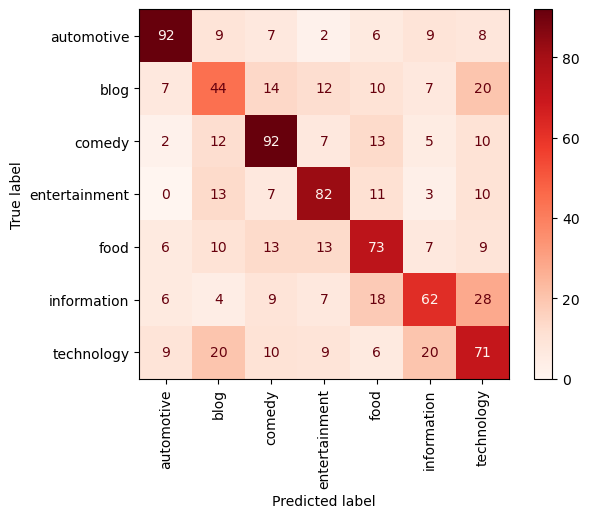 True label
automotive 92 9 7 2 6 9 8
blog 7 44 14 12 10 7 20
comedy 2 12 92 7 13 5 10
entertainment 0 13 7 82 11 3 10
food 6 10 13 13 73 7 9
information 6 4 9 7 18 62 28
technology 9 20 10 9 6 20 71
automotive
blog
comedy
entertainment
food
information
technology
Predicted label
80
60
40
20
0